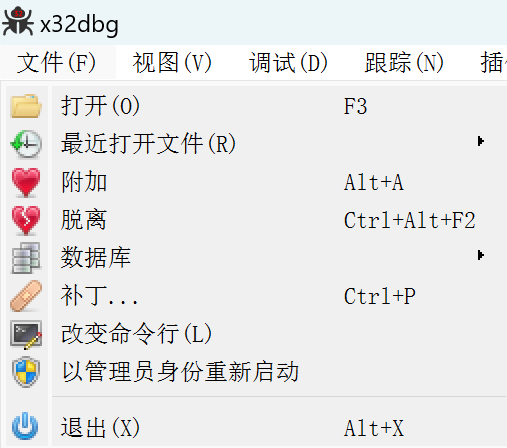 x32dbg
文件(F) 视图(V) 调试(D) 跟踪(N)
打开(O) F3
最近打开文件(R)
附加 Alt+A
脱离 Ctrl+Alt+F2
数据库
补丁... Ctrl+P
改变命令行(L)
以管理员身份重新启动
退出(X) Alt+X